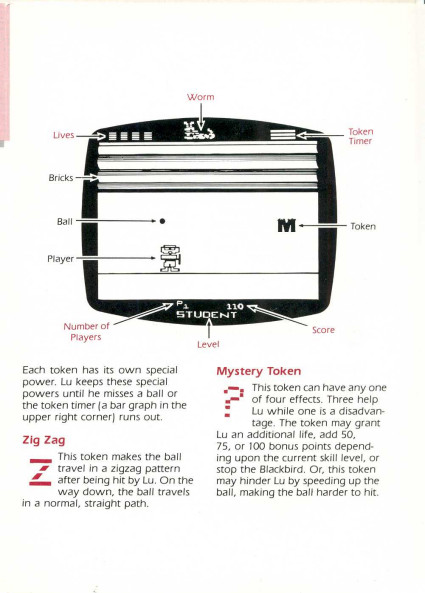 Worm
Lives
Token
Timer
Bricks
Ball
M
Token
Player
P1 110
STUDENT
Number of
Players
Level
Score
Each token has its own special
power. Lu keeps these special
powers until he misses a ball or
the token timer (a bar graph in the
upper right corner) runs out.
Zig Zag
Z
This token makes the ball
travel in a zigzag pattern
after being hit by Lu. On the
way down, the ball travels
in a normal, straight path.
Mystery Token
?
This token can have any one
of four effects. Three help
Lu while one is a disadvan-
tage. The token may grant
Lu an additional life, add 50,
75, or 100 bonus points depend-
ing upon the current skill level, or
stop the Blackbird. Or, this token
may hinder Lu by speeding up the
ball, making the ball harder to hit.